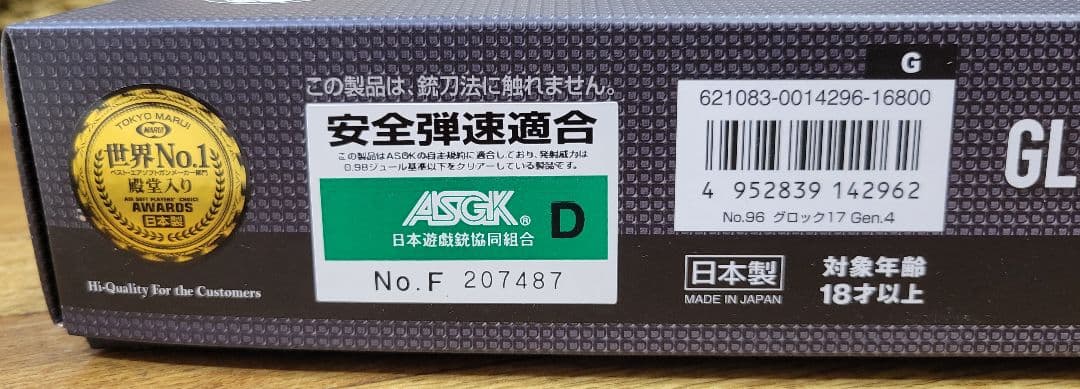 TOKYO MARUI
MARUI
世界No.1
ベスト・エアソフトガンメーカー部門
殿堂入り
AIR SOFT PLAYERS' CHOICE
AWARDS
日本製
Hi-Quality For the Customers
この製品は、銃刀法に触れません。
安全弾速適合
この製品はASGKの自主規約に適合しており、発射威力は
0.98ジュール基準以下をクリアーしている製品です。
ASGK® D
日本遊戯銃協同組合
No.F 207487
G
621083-0014296-16800
4 952839 142962
No.96 グロック17 Gen.4
日本製
MADE IN JAPAN
対象年齢
18才以上
GL